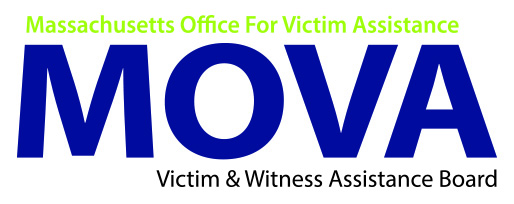 Massachusetts Office For Victim Assistance
MOVA
Victim & Witness Assistance Board